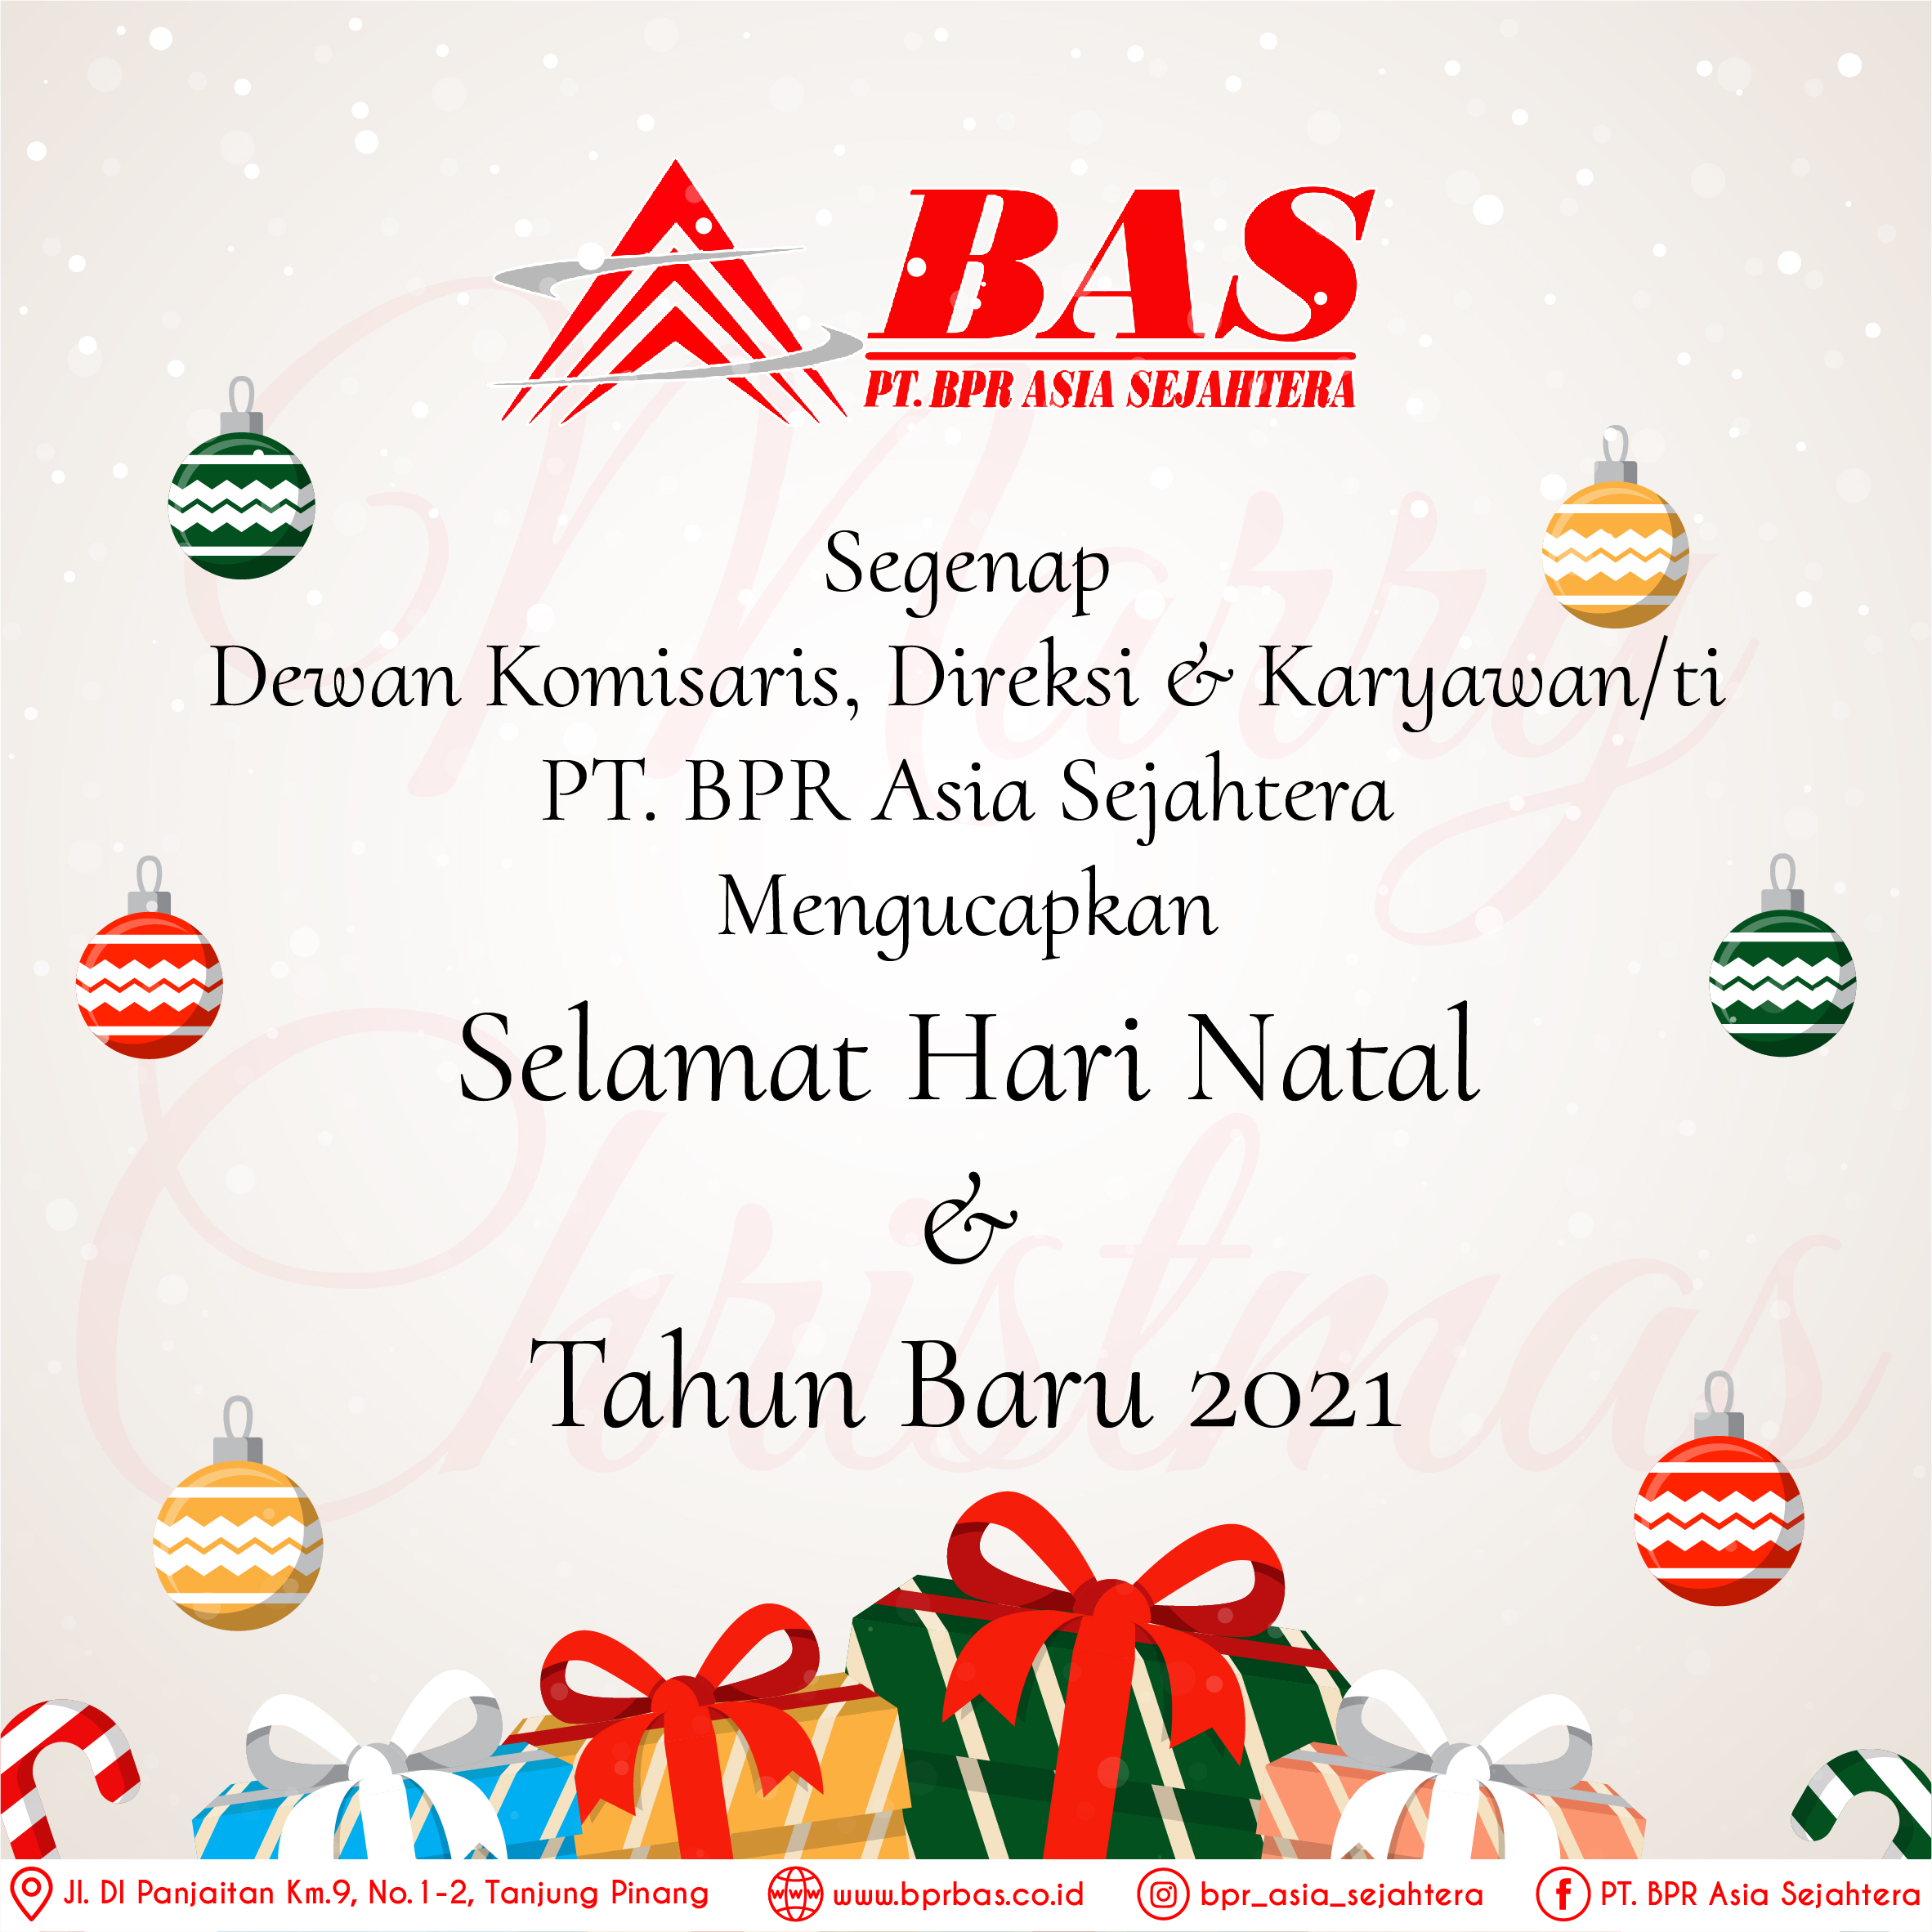 BAS
PT. BPR ASIA SEJAHTERA
Marry
Christmas
Segenap
Dewan Komisaris, Direksi & Karyawan/ti
PT. BPR Asia Sejahtera
Mengucapkan
Selamat Hari Natal
&
Tahun Baru 2021
Jl. DI Panjaitan Km.9, No.1-2, Tanjung Pinang
www
www.bprbas.co.id
bpr_asia_sejahtera
f
PT. BPR Asia Sejahtera